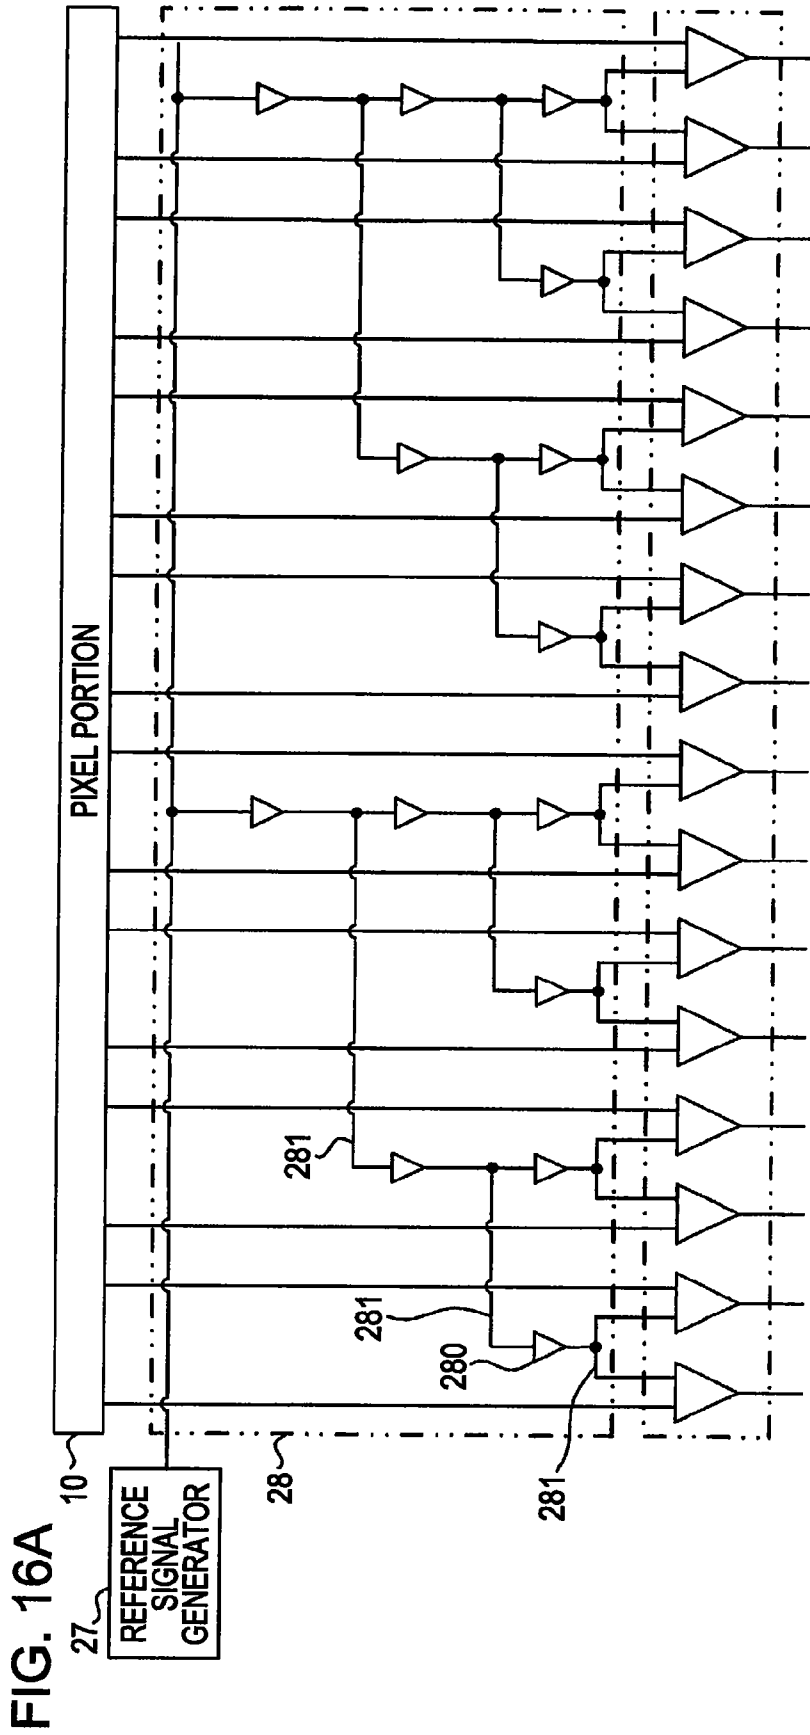 FIG. 16A
27
REFERENCE
SIGNAL
GENERATOR
10
PIXEL PORTION
28
281
281
280
281